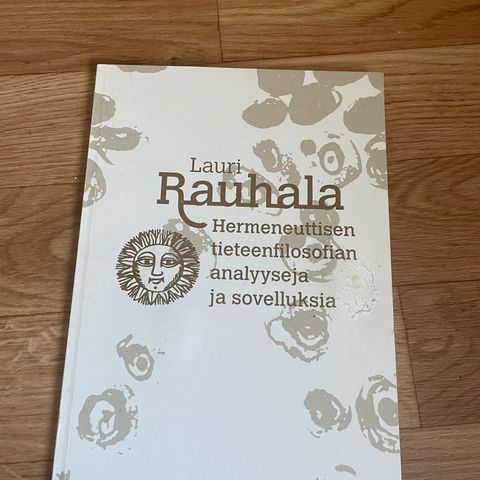 Lauri
Rauhala
Hermeneuttisen
tieteenfilosofian
analyyseja
ja sovelluksia